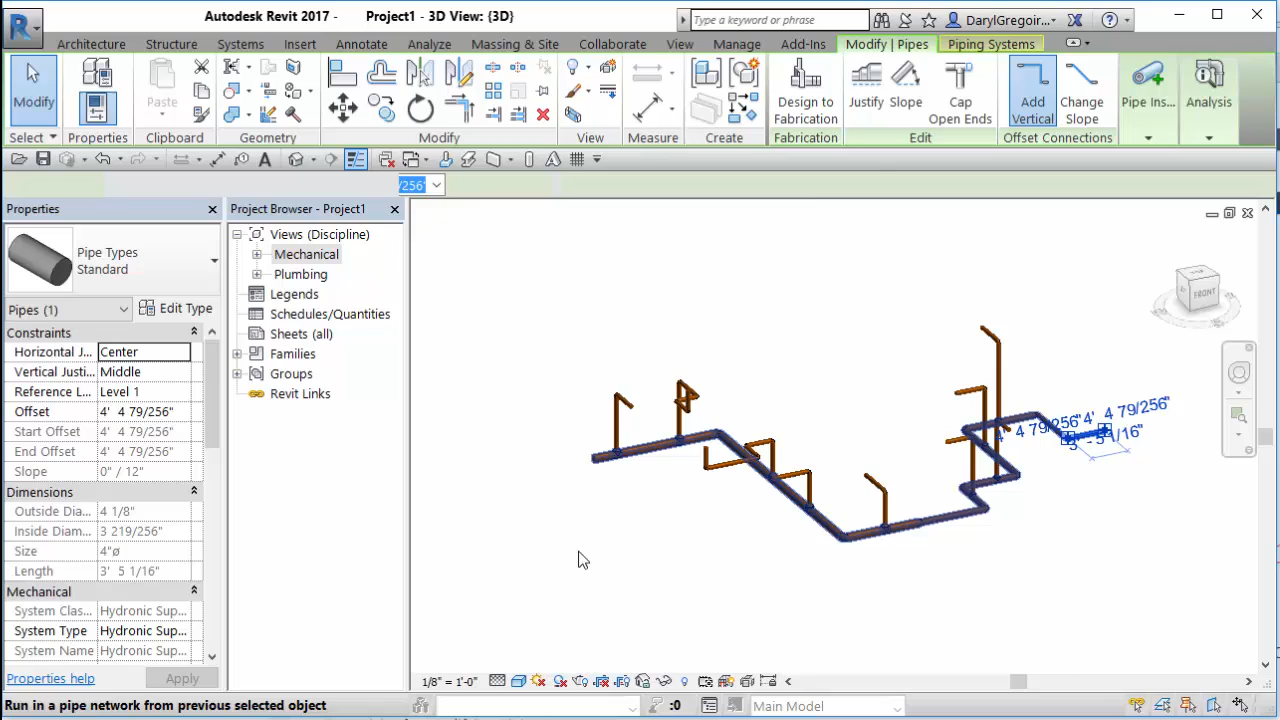 Autodesk Revit 2017 - Project1 - 3D View: {3D}
Type a keyword or phrase
DarylGregoir...
Architecture Structure Systems Insert Annotate Analyze Massing & Site Collaborate View Manage Add-Ins Modify | Pipes Piping Systems
Modify
Paste
Design to Fabrication
Justify Slope
Cap Open Ends
Add Vertical
Change Slope
Pipe Ins...
Analysis
Select Properties Clipboard Geometry Modify View Measure Create Fabrication Edit Offset Connections
/256"
Properties
Project Browser - Project1
Pipe Types
Standard
Pipes (1)
Edit Type
Constraints
Horizontal J... Center
Vertical Justi... Middle
Reference L... Level 1
Offset 4' 4 79/256"
Start Offset 4' 4 79/256"
End Offset 4' 4 79/256"
Slope 0" / 12"
Dimensions
Outside Dia... 4 1/8"
Inside Diam... 3 219/256"
Size 4"ø
Length 3' 5 1/16"
Mechanical
System Clas... Hydronic Sup...
System Type Hydronic Sup...
System Name Hydronic Sup...
Properties help
Apply
Views (Discipline)
Mechanical
Plumbing
Legends
Schedules/Quantities
Sheets (all)
Families
Groups
Revit Links
FRONT
4' 4 79/256"
4' 4 79/256"
3' - 5 1/16"
1/8" = 1'-0"
Run in a pipe network from previous selected object
:0
Main Model